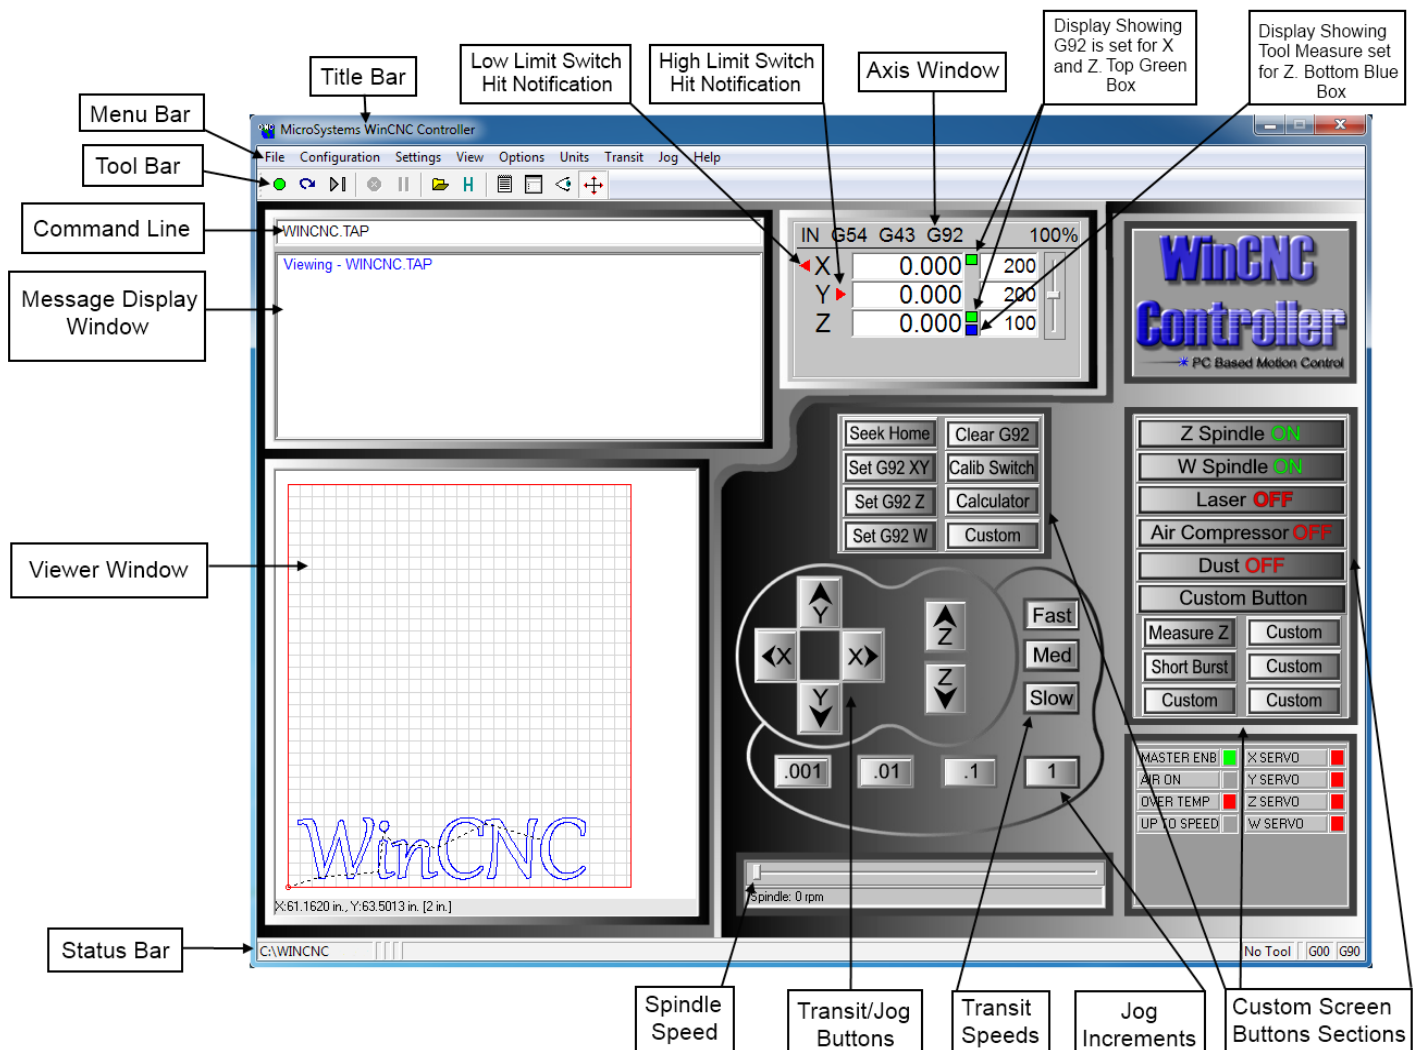 Display Showing
G92 is set for X
and Z. Top Green
Box
Display Showing
Tool Measure set
for Z. Bottom Blue
Box
Low Limit Switch
Hit Notification
High Limit Switch
Hit Notification
Axis Window
Title Bar
Menu Bar
Tool Bar
Command Line
Message Display
Window
Viewer Window
Status Bar
MicroSystems WinCNC Controller
File Configuration Settings View Options Units Transit Jog Help
H
WINCNC.TAP
Viewing - WINCNC.TAP
IN G54 G43 G92 100%
X 0.000 200
Y 0.000 200
Z 0.000 100
WinCNC
Controller
PC Based Motion Control
Seek Home Clear G92
Set G92 XY Calib Switch
Set G92 Z Calculator
Set G92 W Custom
Z Spindle ON
W Spindle ON
Laser OFF
Air Compressor OFF
Dust OFF
Custom Button
Measure Z Custom
Short Burst Custom
Custom Custom
Y
X X
Y
Z
Z
Fast
Med
Slow
.001 .01 .1 1
MASTER ENB X SERVO
AIR ON Y SERVO
OVER TEMP Z SERVO
UP TO SPEED W SERVO
WinCNC
X:61.1620 in., Y:63.5013 in. [2 in.]
Spindle: 0 rpm
C:\WINCNC No Tool G00 G90
Spindle
Speed
Transit/Jog
Buttons
Transit
Speeds
Jog
Increments
Custom Screen
Buttons Sections